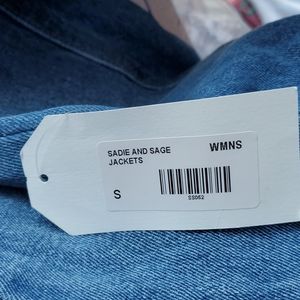 SADIE AND SAGE WMNS
JACKETS
S
SS062